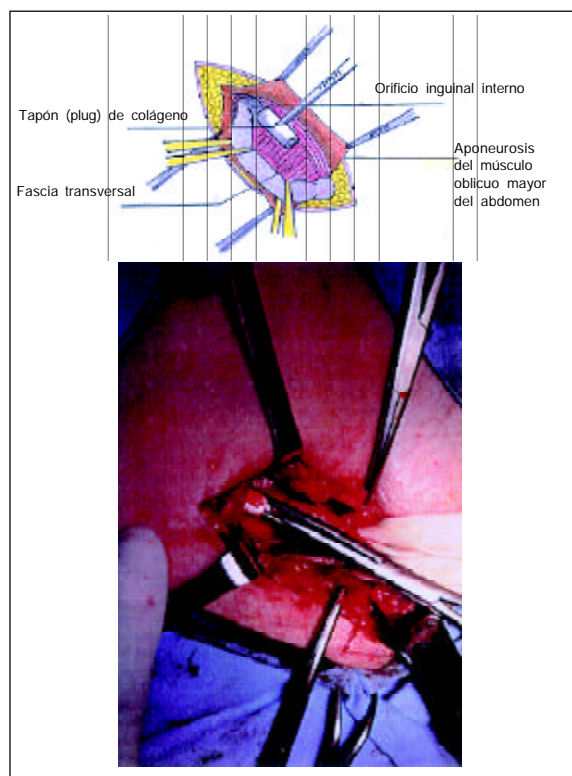 Orificio inguinal interno
Tapón (plug) de colágeno
Aponeurosis
del músculo
oblicuo mayor
del abdomen
Fascia transversal